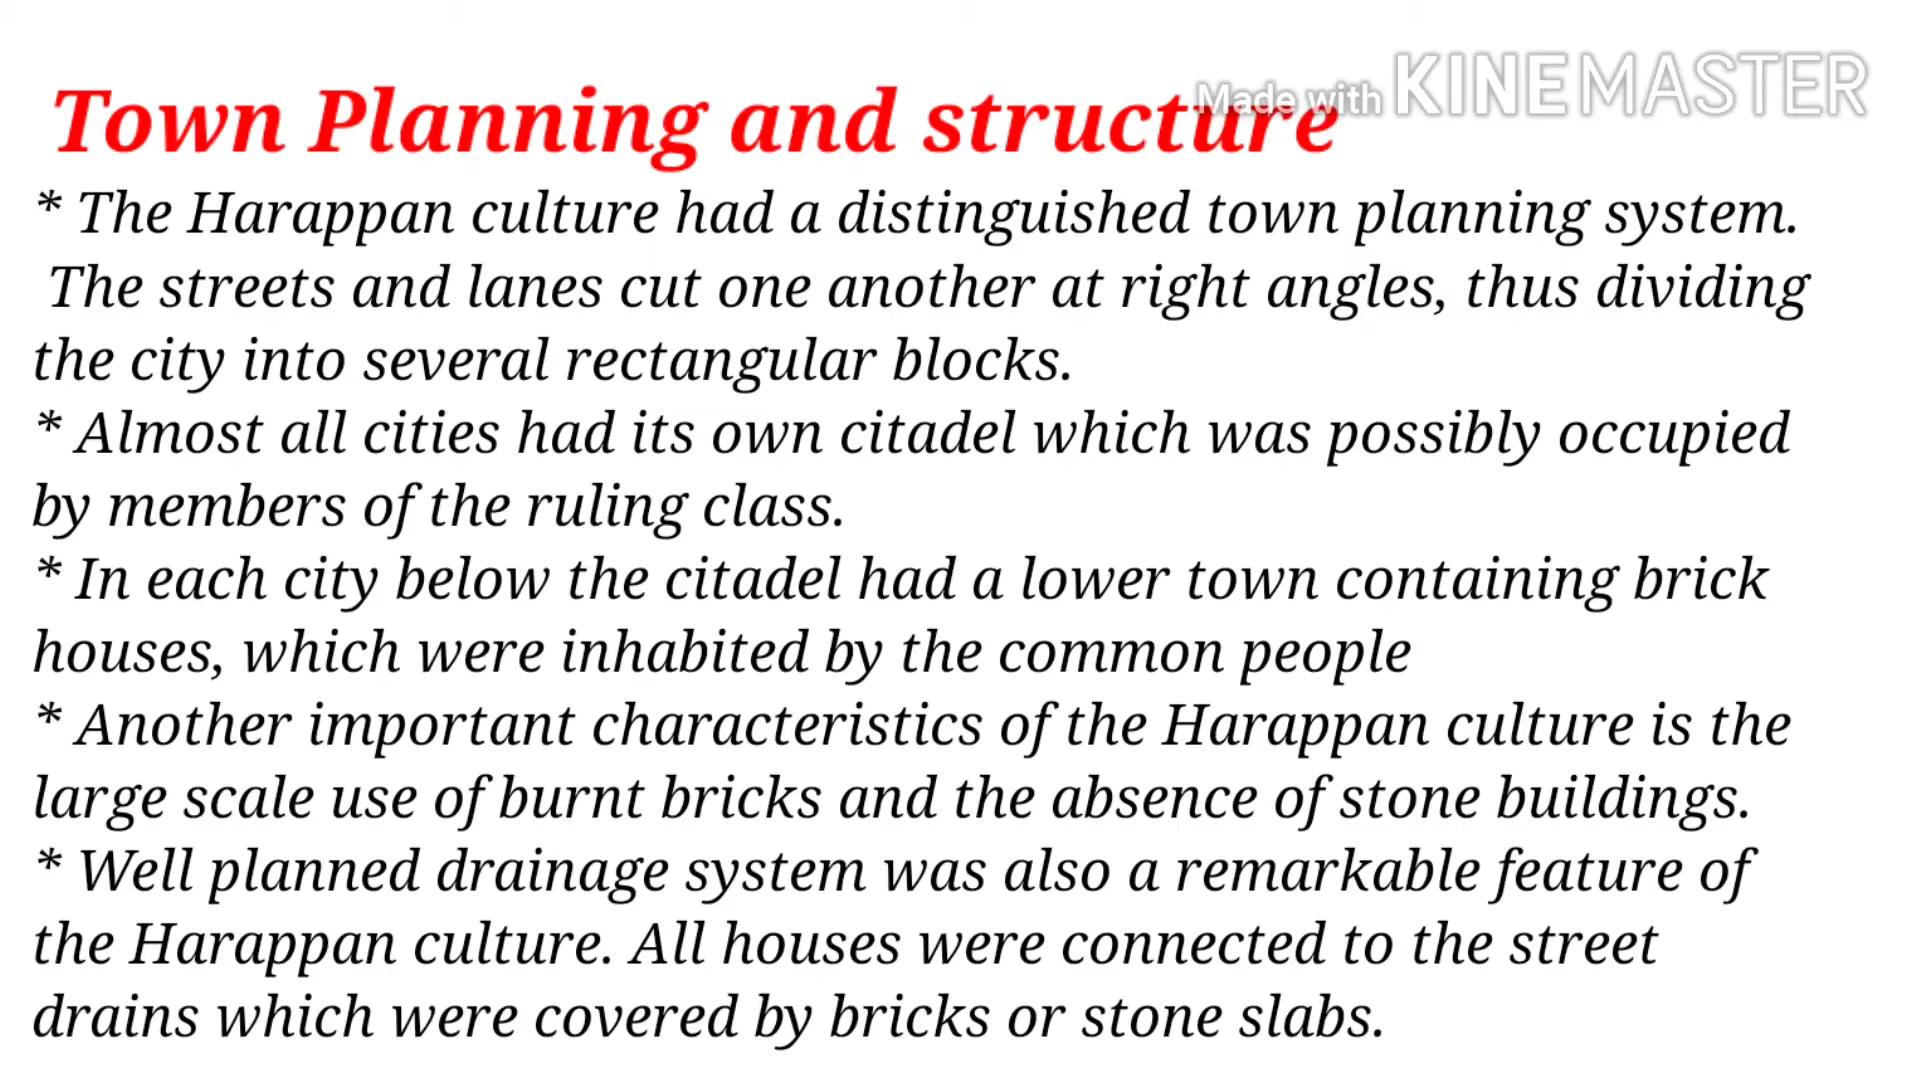 Made with KINEMASTER
Town Planning and structure
* The Harappan culture had a distinguished town planning system.
The streets and lanes cut one another at right angles, thus dividing
the city into several rectangular blocks.
* Almost all cities had its own citadel which was possibly occupied
by members of the ruling class.
* In each city below the citadel had a lower town containing brick
houses, which were inhabited by the common people
* Another important characteristics of the Harappan culture is the
large scale use of burnt bricks and the absence of stone buildings.
* Well planned drainage system was also a remarkable feature of
the Harappan culture. All houses were connected to the street
drains which were covered by bricks or stone slabs.